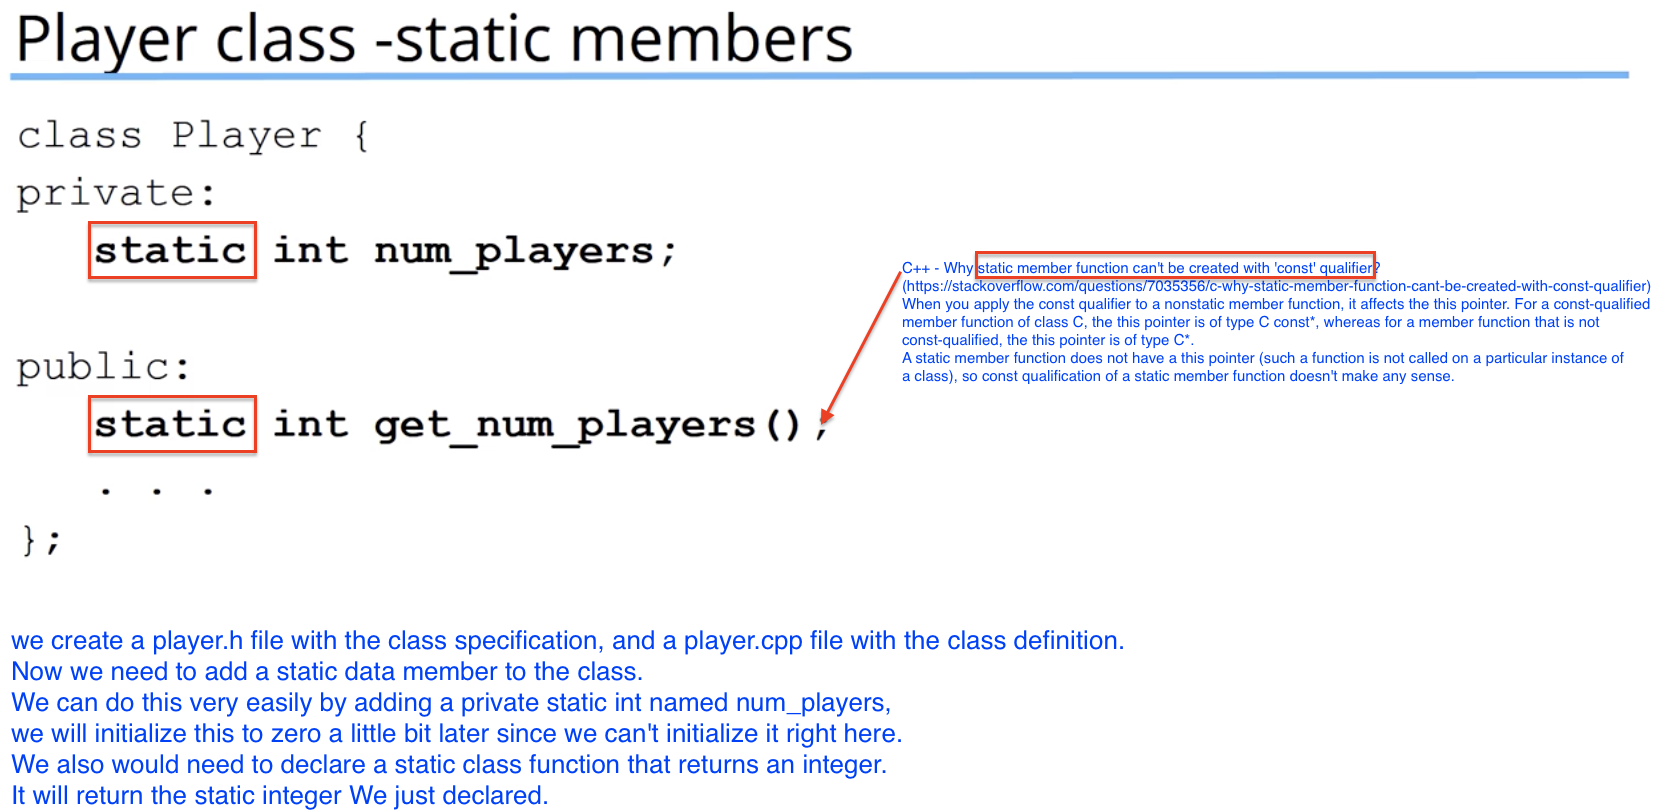 Player class -static members
class Player {
private:
static int num_players;
C++ - Why static member function can't be created with 'const' qualifier?
(https://stackoverflow.com/questions/7035356/c-why-static-member-function-cant-be-created-with-const-qualifier)
When you apply the const qualifier to a nonstatic member function, it affects the this pointer. For a const-qualified
member function of class C, the this pointer is of type C const*, whereas for a member function that is not
const-qualified, the this pointer is of type C*.
A static member function does not have a this pointer (such a function is not called on a particular instance of
a class), so const qualification of a static member function doesn't make any sense.
public:
static int get_num_players();
. . .
};
we create a player.h file with the class specification, and a player.cpp file with the class definition.
Now we need to add a static data member to the class.
We can do this very easily by adding a private static int named num_players,
we will initialize this to zero a little bit later since we can't initialize it right here.
We also would need to declare a static class function that returns an integer.
It will return the static integer We just declared.